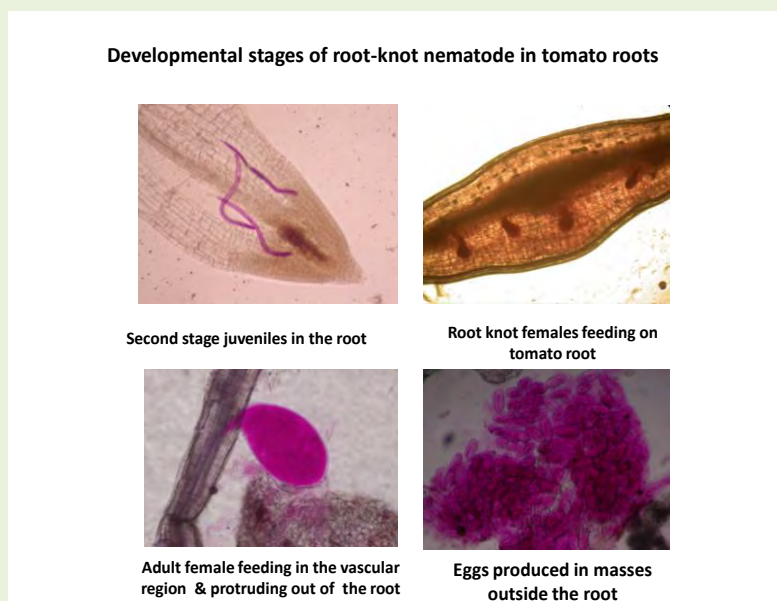 Developmental stages of root-knot nematode in tomato roots
Second stage juveniles in the root
Root knot females feeding on
tomato root
Adult female feeding in the vascular
region & protruding out of the root
Eggs produced in masses
outside the root